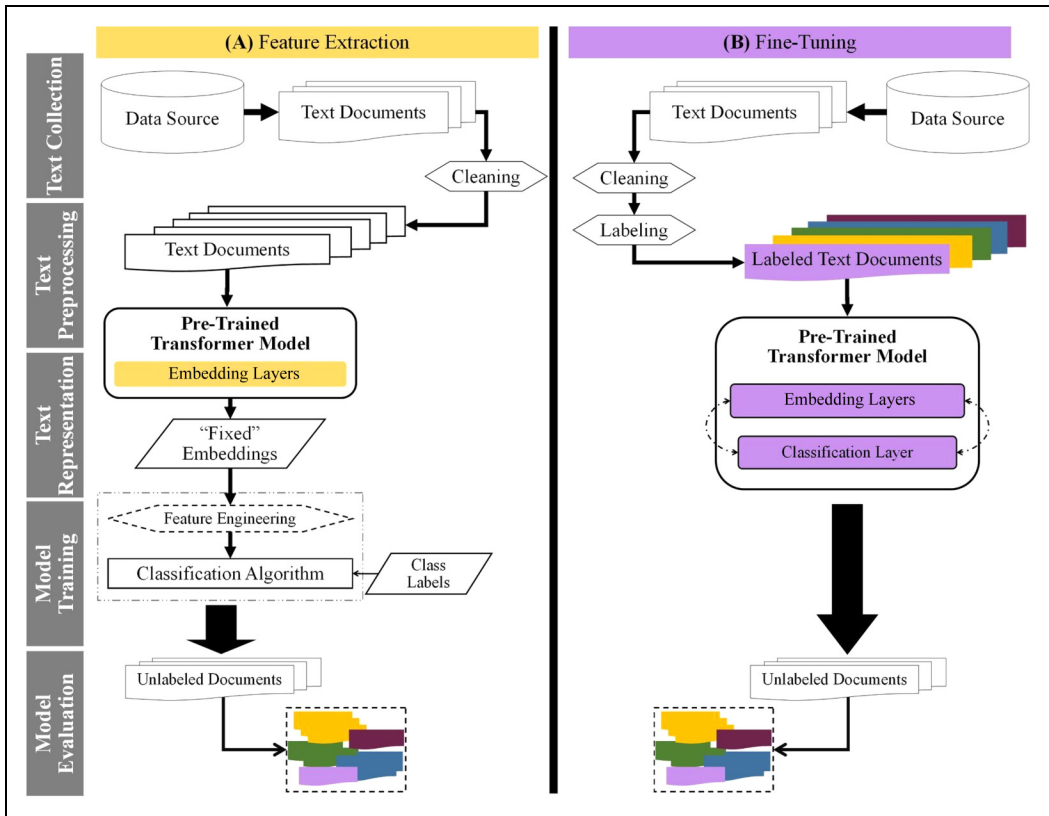 (A) Feature Extraction
(B) Fine-Tuning
Text Collection
Data Source
Text Documents
Cleaning
Text Documents
Data Source
Cleaning
Labeling
Text
Preprocessing
Text Documents
Labeled Text Documents
Pre-Trained
Transformer Model
Embedding Layers
Pre-Trained
Transformer Model
Embedding Layers
Classification Layer
Text
Representation
“Fixed”
Embeddings
Model
Training
Feature Engineering
Classification Algorithm
Class
Labels
Model
Evaluation
Unlabeled Documents
Unlabeled Documents